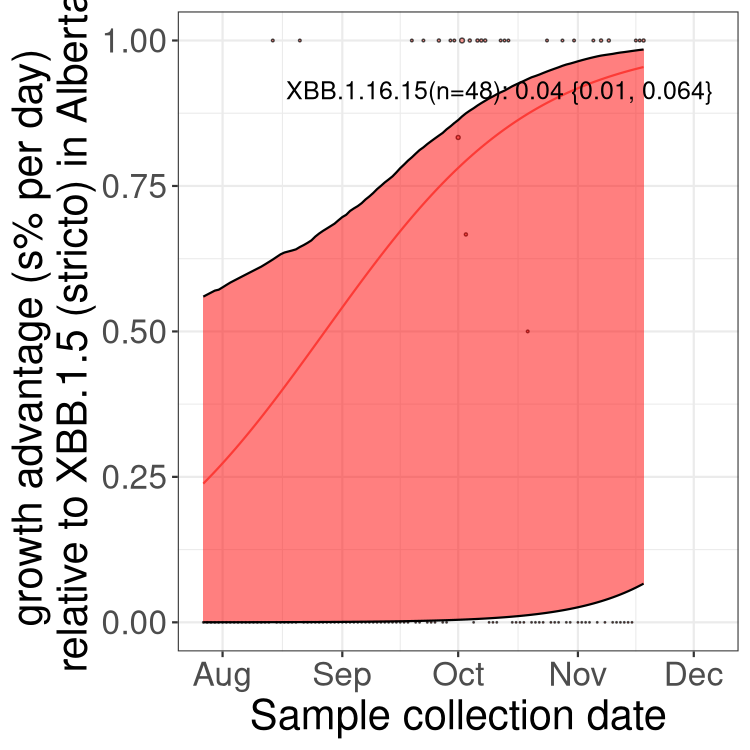 growth advantage (s% per day)
relative to XBB.1.5 (stricto) in Alberta
1.00
0.75
0.50
0.25
0.00
XBB.1.16.15(n=48): 0.04 {0.01, 0.064}
Aug Sep Oct Nov Dec
Sample collection date